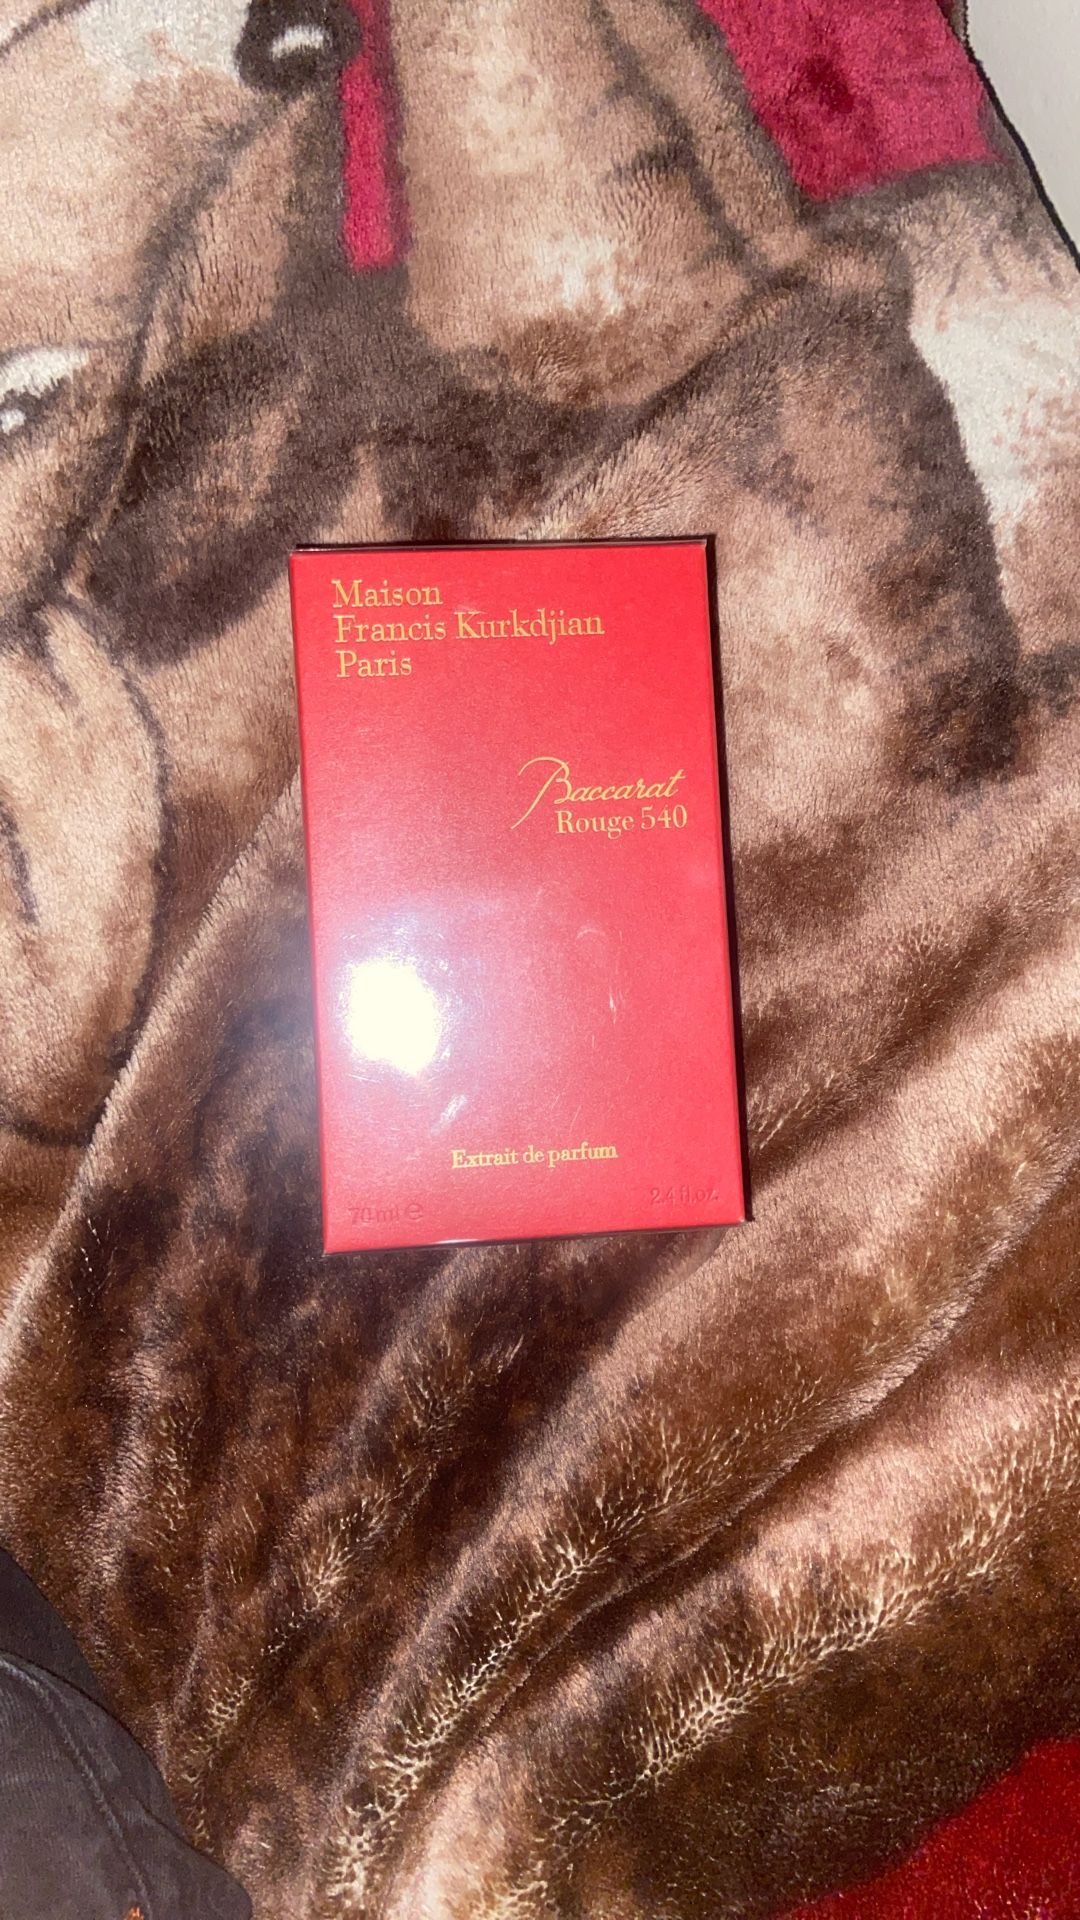 Maison
Francis Kurkdjian
Paris
Baccarat
Rouge 540
Extrait de parfum
70 ml ℮ 2.4 fl.oz.